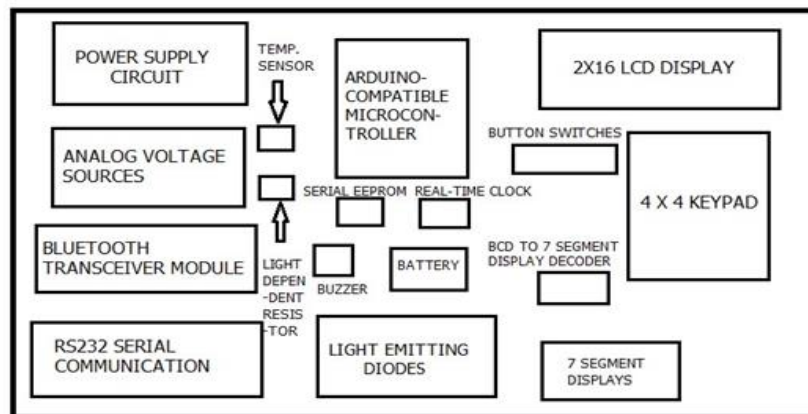 POWER SUPPLY
CIRCUIT
TEMP.
SENSOR
ARDUINO-
COMPATIBLE
MICROCON-
TROLLER
2X16 LCD DISPLAY
ANALOG VOLTAGE
SOURCES
BUTTON SWITCHES
4 X 4 KEYPAD
SERIAL EEPROM
REAL-TIME CLOCK
BLUETOOTH
TRANSCEIVER MODULE
LIGHT
DEPEN
-DENT
RESIS
-TOR
BUZZER
BATTERY
BCD TO 7 SEGMENT
DISPLAY DECODER
RS232 SERIAL
COMMUNICATION
LIGHT EMITTING
DIODES
7 SEGMENT
DISPLAYS